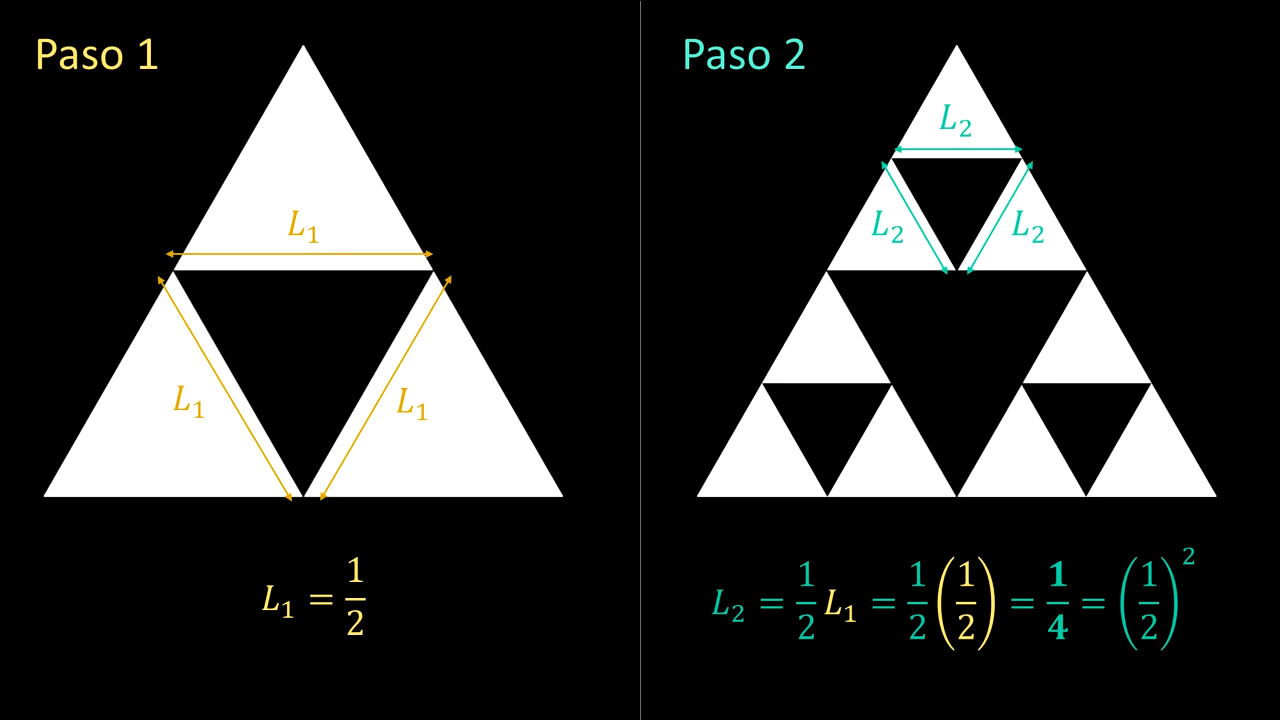 Paso 1
L₁
L₁
L₁
L₁ = 1/2
Paso 2
L₂
L₂
L₂
L₂ = 1/2 L₁ = 1/2 (1/2) = 1/4 = (1/2)²